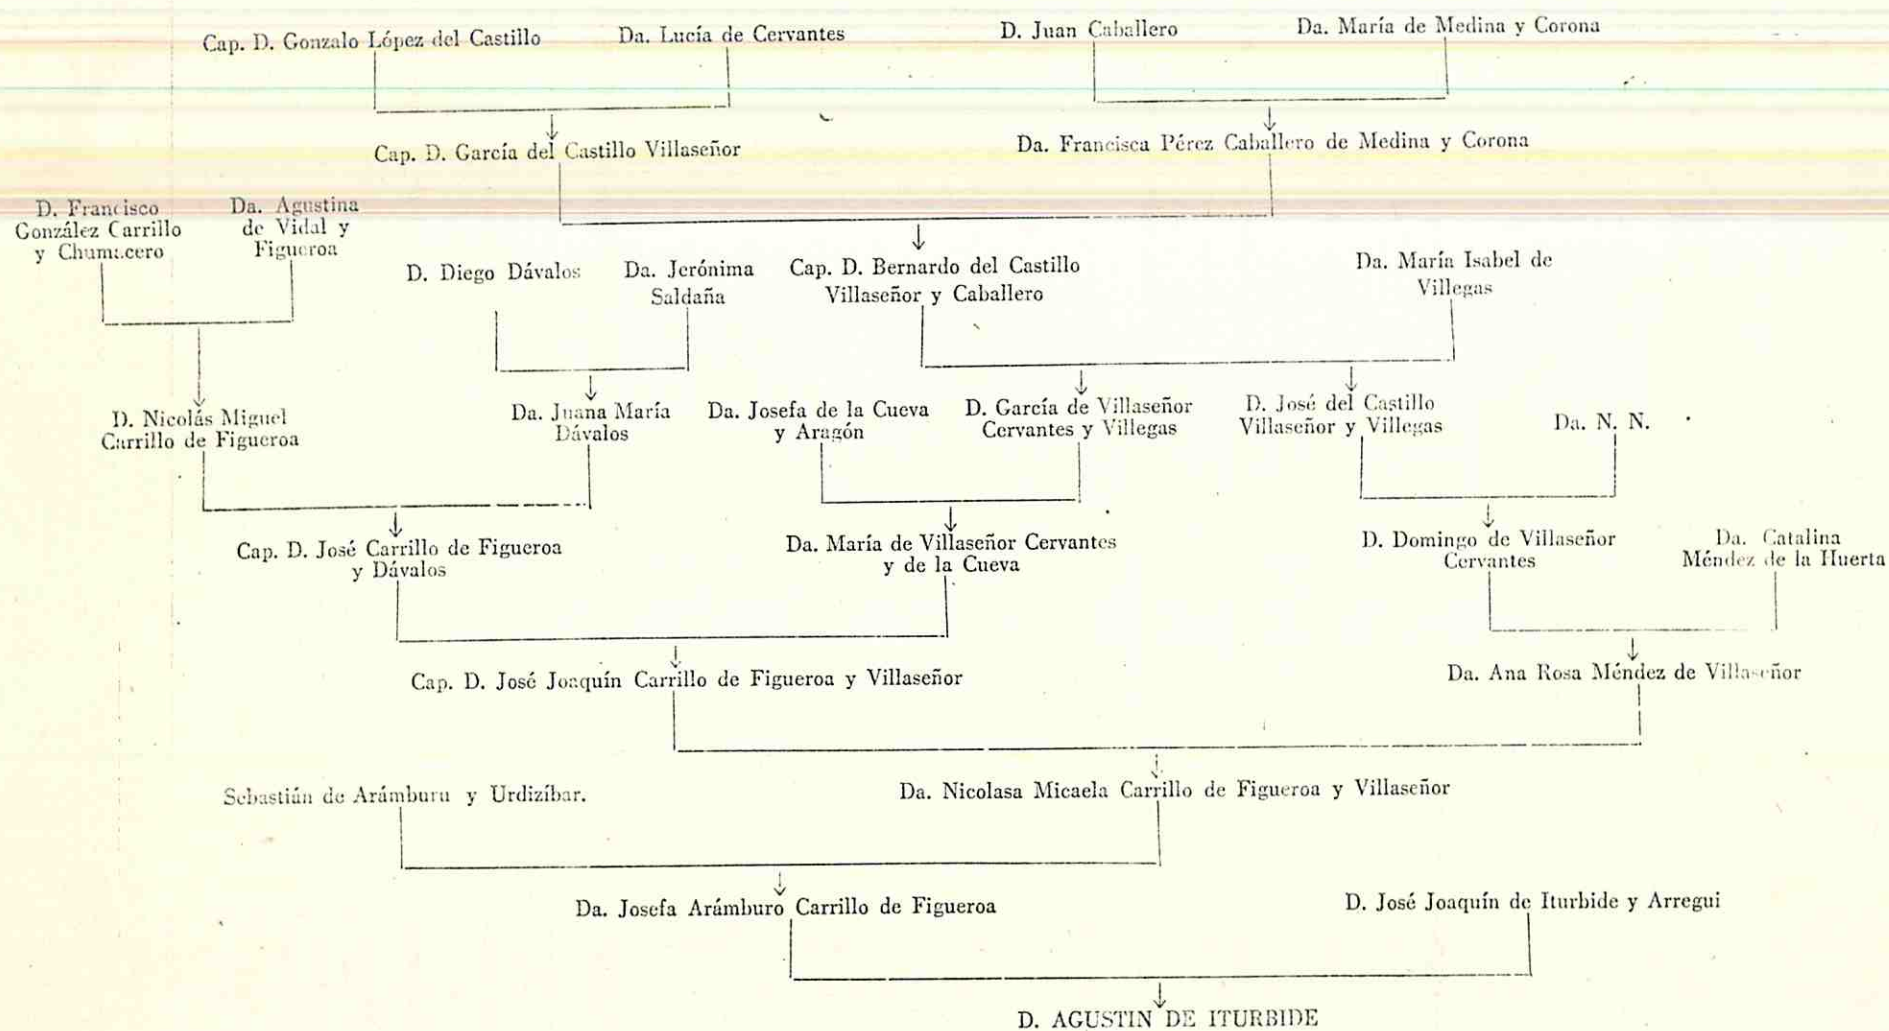 Cap. D. Gonzalo López del Castillo
Da. Lucía de Cervantes
D. Juan Caballero
Da. María de Medina y Corona
Cap. D. García del Castillo Villaseñor
Da. Francisca Pérez Caballero de Medina y Corona
D. Francisco
González Carrillo
y Chumacero
Da. Agustina
de Vidal y
Figueroa
D. Diego Dávalos
Da. Jerónima
Saldaña
Cap. D. Bernardo del Castillo
Villaseñor y Caballero
Da. María Isabel de
Villegas
D. Nicolás Miguel
Carrillo de Figueroa
Da. Juana María
Dávalos
Da. Josefa de la Cueva
y Aragón
D. García de Villaseñor
Cervantes y Villegas
D. José del Castillo
Villaseñor y Villegas
Da. N. N.
Cap. D. José Carrillo de Figueroa
y Dávalos
Da. María de Villaseñor Cervantes
y de la Cueva
D. Domingo de Villaseñor
Cervantes
Da. Catalina
Méndez de la Huerta
Cap. D. José Joaquín Carrillo de Figueroa y Villaseñor
Da. Ana Rosa Méndez de Villaseñor
Sebastián de Arámburu y Urdizíbar.
Da. Nicolasa Micaela Carrillo de Figueroa y Villaseñor
Da. Josefa Arámburo Carrillo de Figueroa
D. José Joaquín de Iturbide y Arregui
D. AGUSTIN DE ITURBIDE